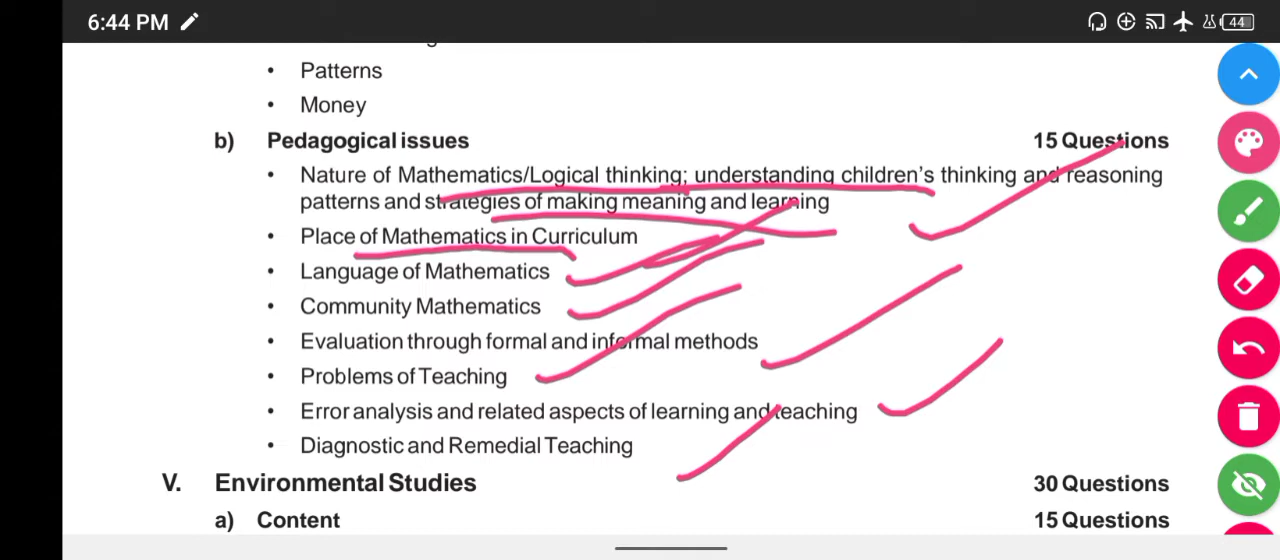 6:44 PM
44
• Patterns
• Money
b) Pedagogical issues 15 Questions
• Nature of Mathematics/Logical thinking; understanding children's thinking and reasoning
patterns and strategies of making meaning and learning
• Place of Mathematics in Curriculum
• Language of Mathematics
• Community Mathematics
• Evaluation through formal and informal methods
• Problems of Teaching
• Error analysis and related aspects of learning and teaching
• Diagnostic and Remedial Teaching
V. Environmental Studies 30 Questions
a) Content 15 Questions